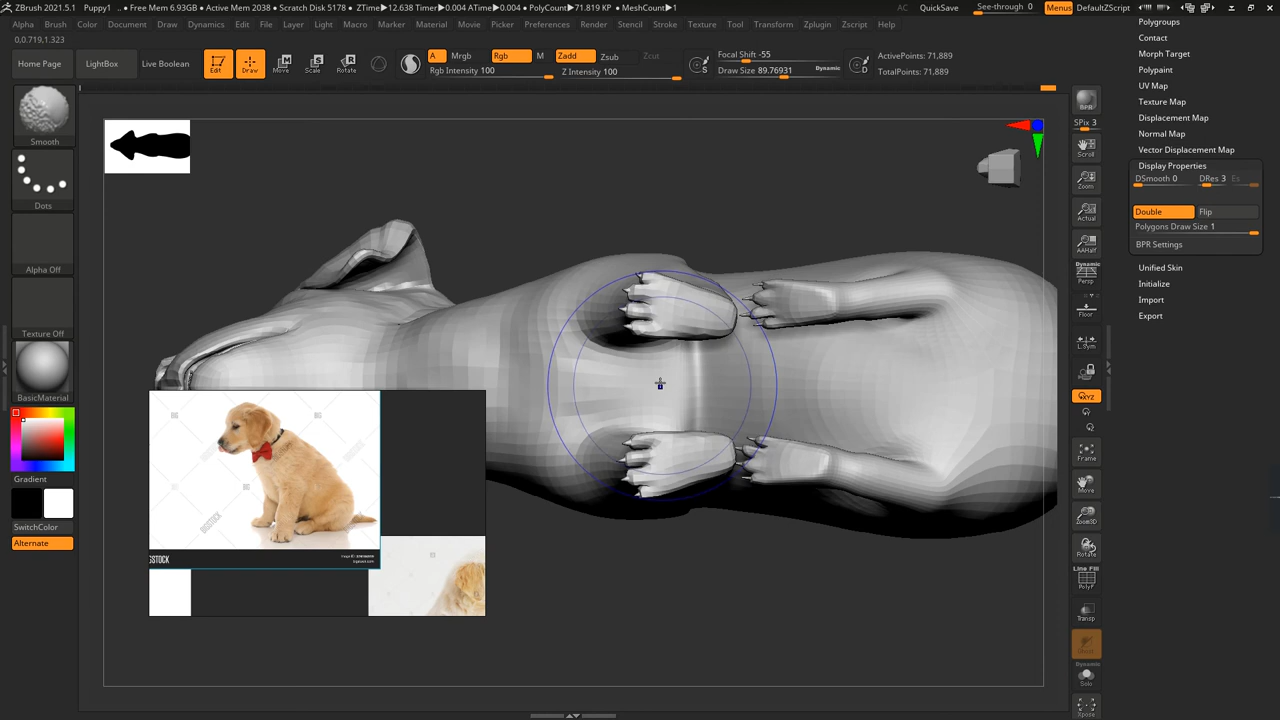 ZBrush 2021.5.1 Puppy1 .. • Free Mem 6.93GB • Active Mem 2038 • Scratch Disk 5178 • ZTime▶12.638 Timer▶0.004 ATime▶0.004 • PolyCount▶71.819 KP • MeshCount▶1 AC QuickSave See-through 0 Menus DefaultZScript
Alpha Brush Color Document Draw Dynamics Edit File Layer Light Macro Marker Material Movie Picker Preferences Render Stencil Stroke Texture Tool Transform Zplugin Zscript Help
0,0.719,1.323
Home Page LightBox Live Boolean Edit Draw Move Scale Rotate
A Mrgb Rgb M Zadd Zsub Zcut
Rgb Intensity 100 Z Intensity 100
Focal Shift -55
Draw Size 89.76931 Dynamic
ActivePoints: 71,889
TotalPoints: 71,889
Smooth
Dots
Alpha Off
Texture Off
BasicMaterial
Gradient
SwitchColor
Alternate
BPR
SPix 3
Scroll
Zoom
Actual
AAHalf
Dynamic
Persp
Floor
L.Sym
XYZ
Frame
Move
Zoom3D
Rotate
Line Fill
PolyF
Transp
Dynamic
Solo
Xpose
Polygroups
Contact
Morph Target
Polypaint
UV Map
Texture Map
Displacement Map
Normal Map
Vector Displacement Map
Display Properties
DSmooth 0 DRes 3 Es
Double Flip
Polygons Draw Size 1
BPR Settings
Unified Skin
Initialize
Import
Export